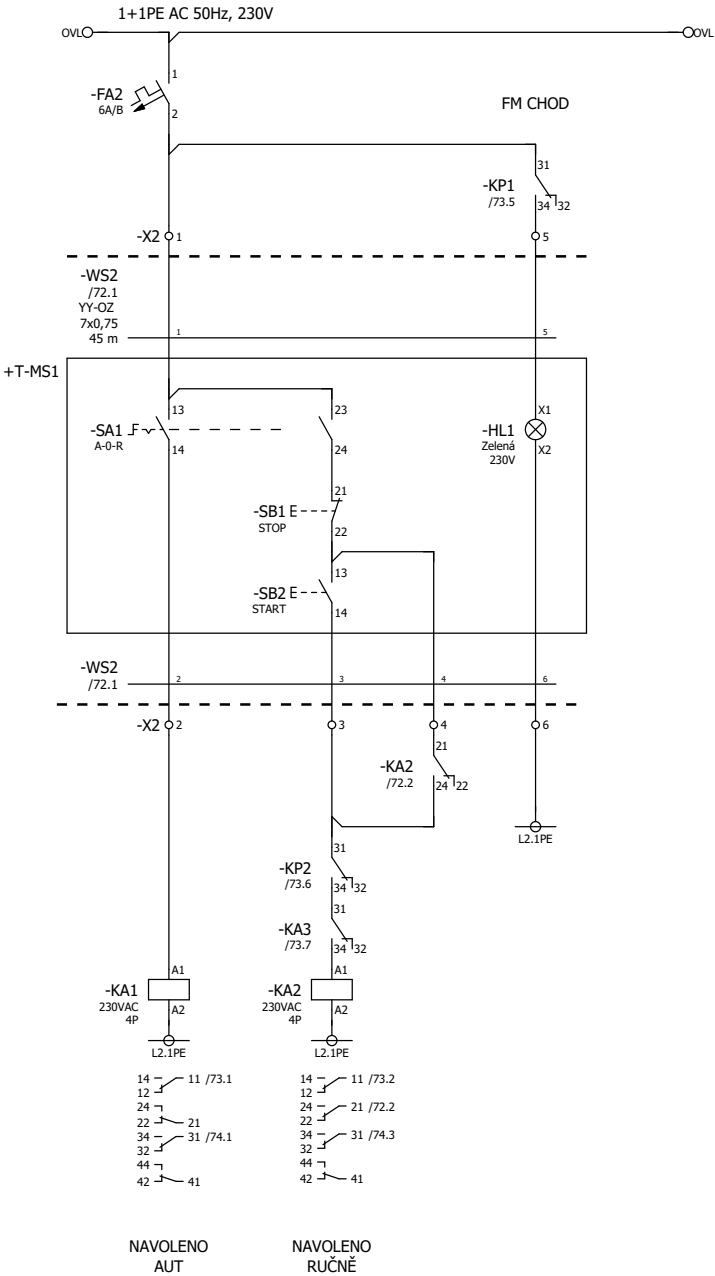 1+1PE AC 50Hz, 230V
OVL
OVL
1
-FA2
6A/B
2
FM CHOD
31
-KP1
/73.5
34 32
-X2 1
5
-WS2
/72.1
YY-OZ
7x0,75
45 m
1
5
+T-MS1
13
23
X1
-SA1
A-0-R
14
24
-HL1
Zelená
230V
X2
21
-SB1
STOP
22
13
-SB2
START
14
-WS2
/72.1
2
3
4
6
-X2 2
3
4
6
21
-KA2
/72.2
24 22
L2.1PE
31
-KP2
/73.6
34 32
31
-KA3
/73.7
34 32
A1
A1
-KA1
230VAC
4P
A2
-KA2
230VAC
4P
A2
L2.1PE
L2.1PE
14 11 /73.1
12
24
22 21
34 31 /74.1
32
44
42 41
14 11 /73.2
12
24 21 /72.2
22
34 31 /74.3
32
44
42 41
NAVOLENO
AUT
NAVOLENO
RUČNĚ